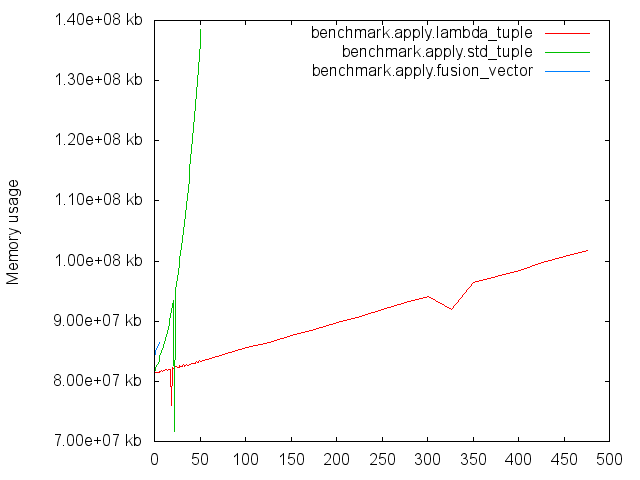 1.40e+08 kb
1.30e+08 kb
1.20e+08 kb
1.10e+08 kb
1.00e+08 kb
9.00e+07 kb
8.00e+07 kb
7.00e+07 kb
Memory usage
benchmark.apply.lambda_tuple
benchmark.apply.std_tuple
benchmark.apply.fusion_vector
0 50 100 150 200 250 300 350 400 450 500